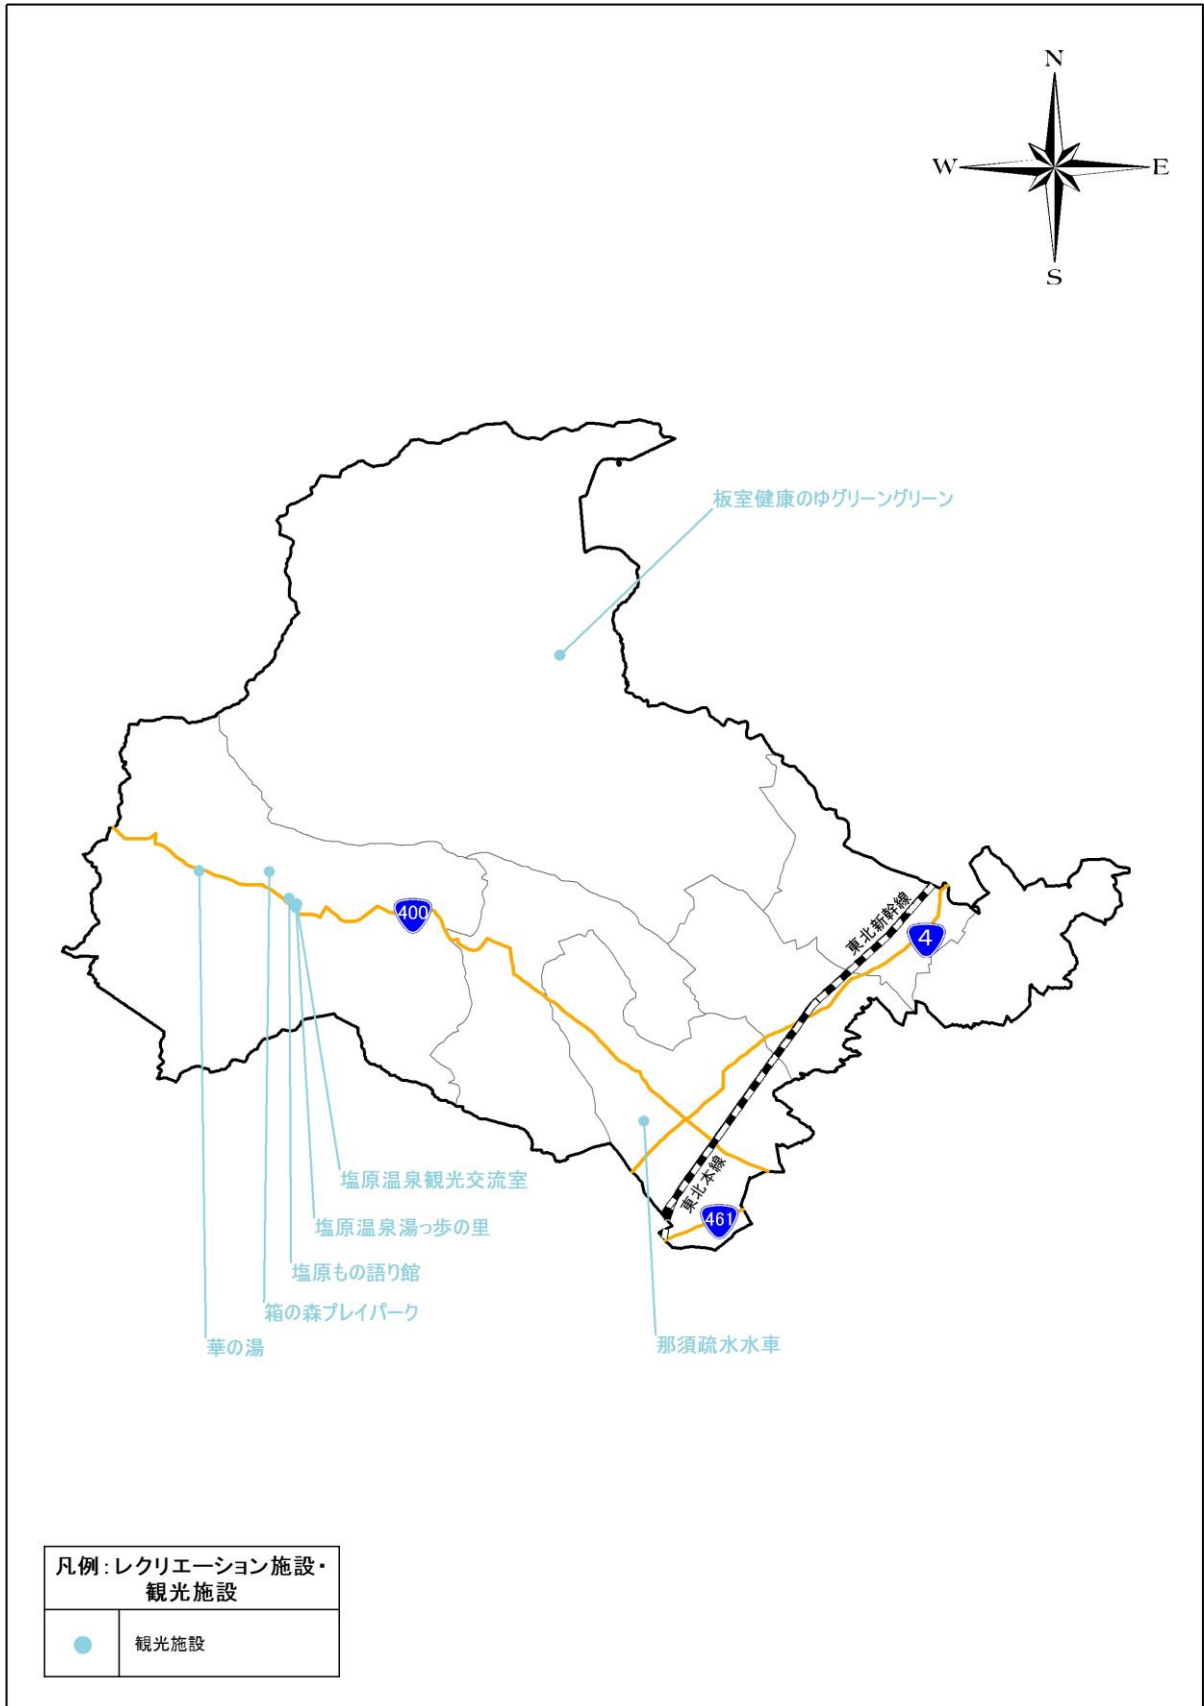 N
W
E
S
板室健康のゆグリーングリーン
400
東北新幹線
4
塩原温泉観光交流室
東北本線
461
塩原温泉湯っ歩の里
塩原もの語り館
箱の森プレイパーク
華の湯
那須疏水水車
凡例:レクリエーション施設・
観光施設
観光施設